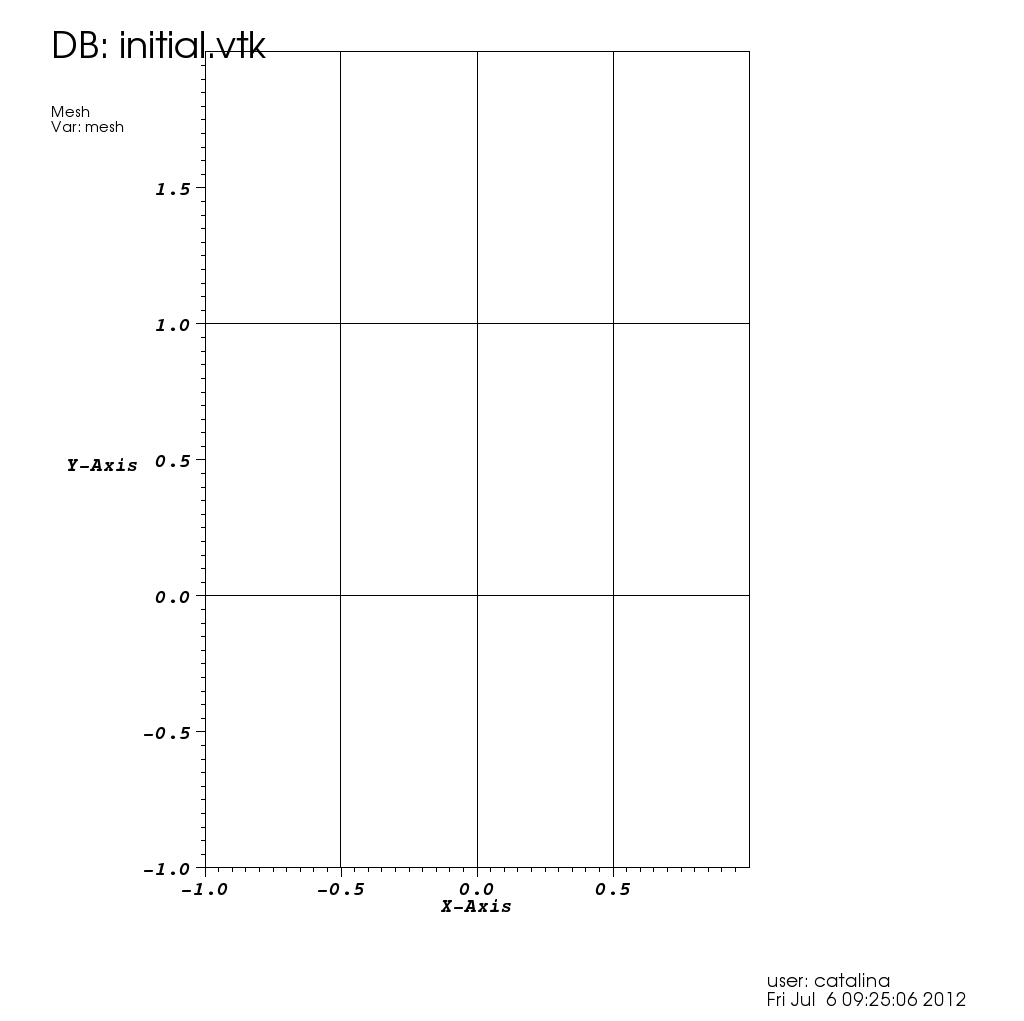 DB: initial.vtk
Mesh
Var: mesh
1.5
1.0
Y-Axis 0.5
0.0
-0.5
-1.0
-1.0 -0.5 0.0 0.5
X-Axis
user: catalina
Fri Jul  6 09:25:06 2012